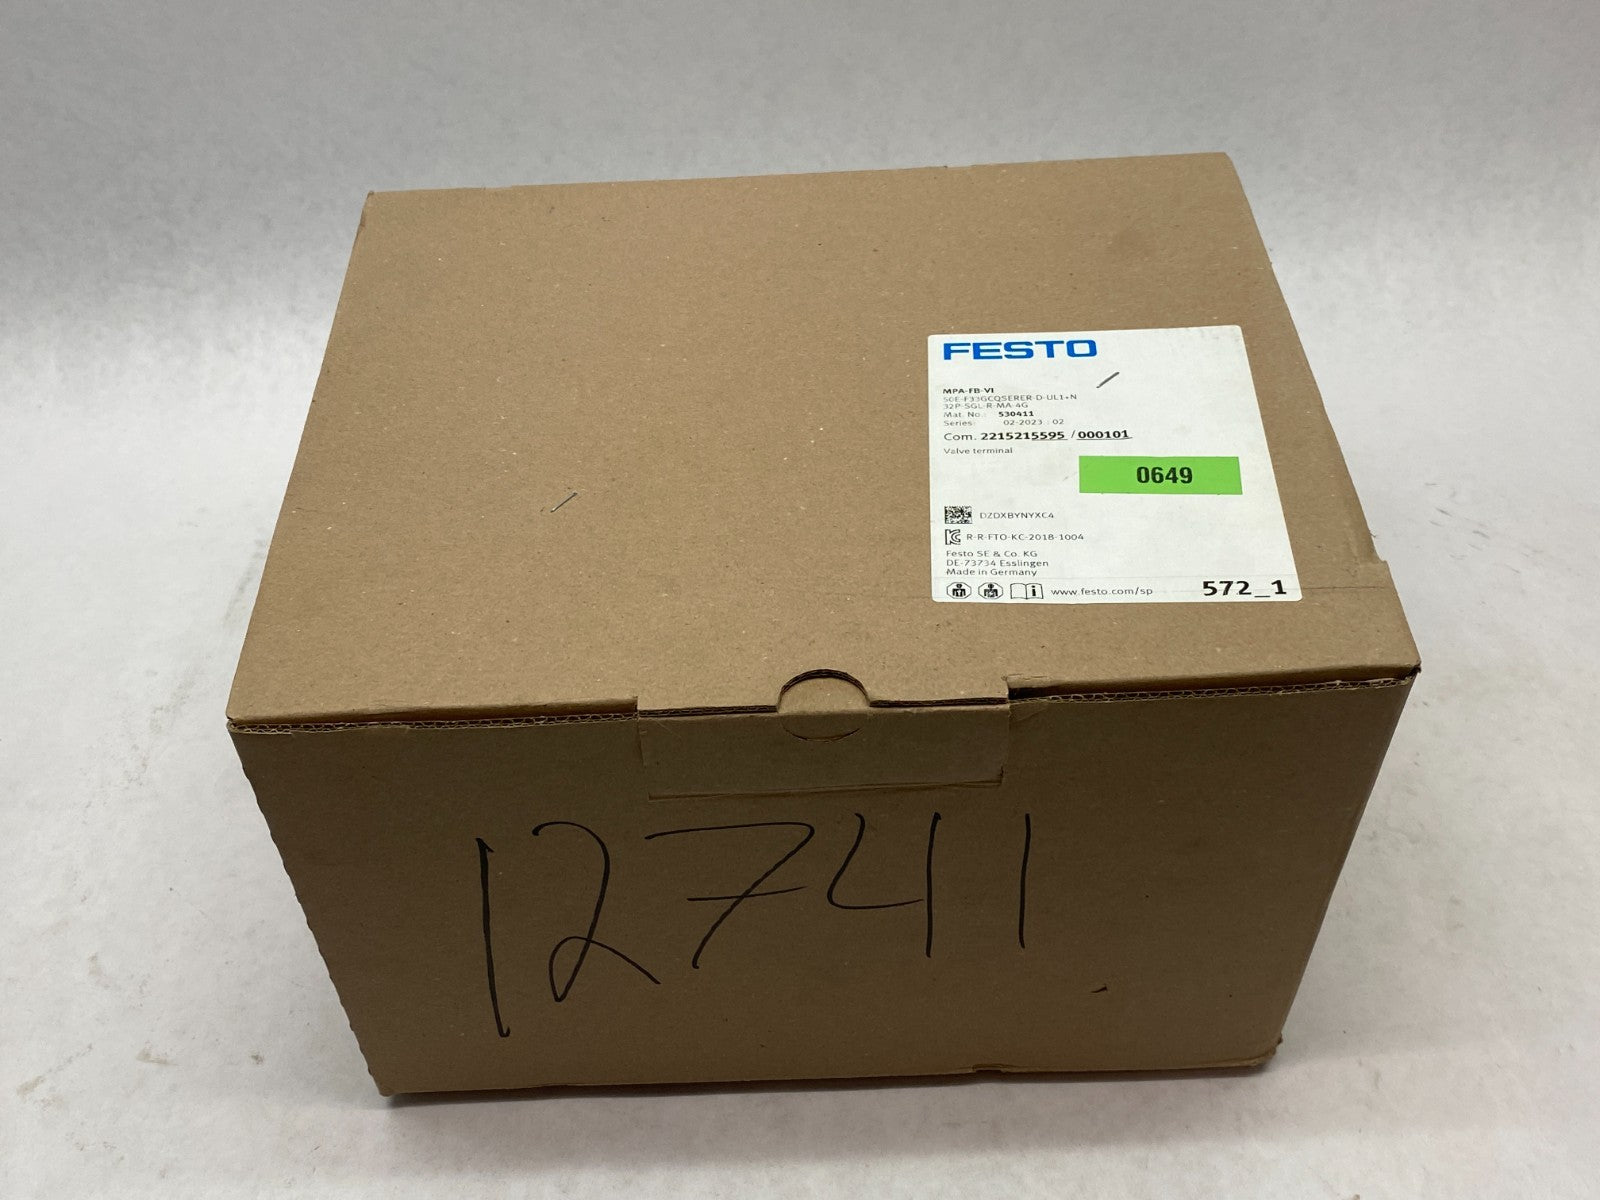 FESTO
MPA-FB-VI
50E-F33GCQSERER-D-UL1+N
32P-SGL-R-MA-4G
Mat. No.: 530411
Series: 02-2023 : 02
Com. 2215215595 / 000101
Valve terminal
0649
DZDXBYNYXC4
R-R-FTO-KC-2018-1004
Festo SE & Co. KG
DE-73734 Esslingen
Made in Germany
www.festo.com/sp 572_1
12741